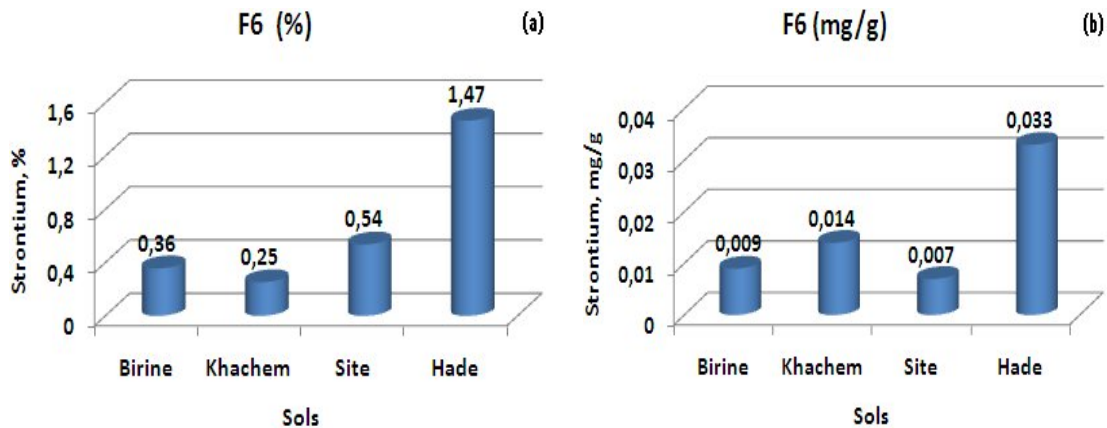 F6 (%)
(a)
Strontium, %
1,6
1,2
0,8
0,4
0
0,36
0,25
0,54
1,47
Birine
Khachem
Site
Hade
Sols
F6 (mg/g)
(b)
Strontium, mg/g
0,04
0,03
0,02
0,01
0
0,009
0,014
0,007
0,033
Birine
Khachem
Site
Hade
Sols